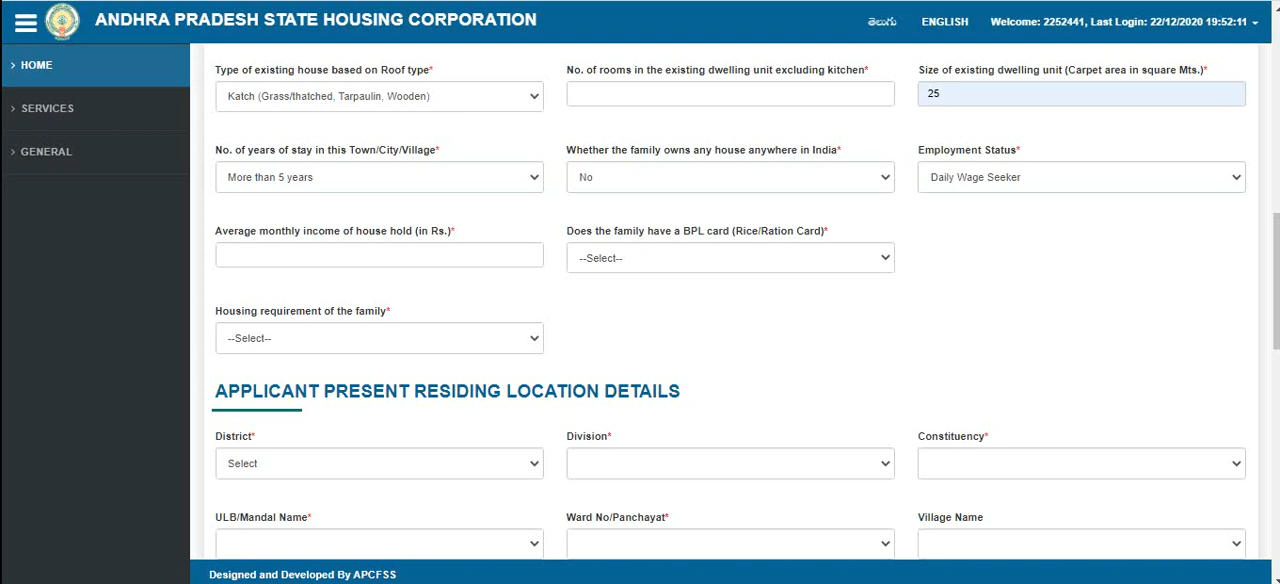 ANDHRA PRADESH STATE HOUSING CORPORATION
తెలుగు ENGLISH Welcome: 2252441, Last Login: 22/12/2020 19:52:11
HOME
SERVICES
GENERAL
Type of existing house based on Roof type* No. of rooms in the existing dwelling unit excluding kitchen* Size of existing dwelling unit (Carpet area in square Mts.)*
Katch (Grass/thatched, Tarpaulin, Wooden) 25
No. of years of stay in this Town/City/Village* Whether the family owns any house anywhere in India* Employment Status*
More than 5 years No Daily Wage Seeker
Average monthly income of house hold (in Rs.)* Does the family have a BPL card (Rice/Ration Card)*
--Select--
Housing requirement of the family*
--Select--
APPLICANT PRESENT RESIDING LOCATION DETAILS
District* Division* Constituency*
Select
ULB/Mandal Name* Ward No/Panchayat* Village Name
Designed and Developed By APCFSS